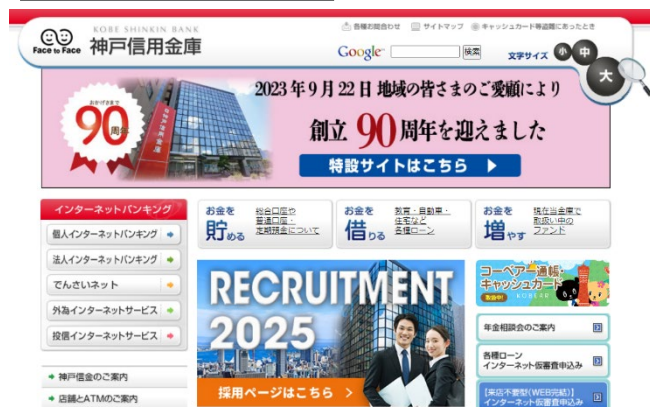 KOBE SHINKIN BANK
Face to Face 神戸信用金庫
各種お問合わせ サイトマップ キャッシュカード等盗難にあったとき
Google 検索 文字サイズ 小 中 大
おかげさまで
90周年
2023年9月22日 地域の皆さまのご愛顧により
創立 90 周年を迎えました
特設サイトはこちら
インターネットバンキング
個人インターネットバンキング
法人インターネットバンキング
でんさいネット
外為インターネットサービス
投信インターネットサービス
神戸信金のご案内
店舗とATMのご案内
お金を
貯める
総合口座や
普通口座・
定期預金について
お金を
借りる
教育・自動車・
住宅など
各種ローン
お金を
増やす
現在当金庫で
取扱い中の
ファンド
RECRUITMENT
2025
採用ページはこちら
コーベア通帳・
キャッシュカード
KOBEAR
年金相談会のご案内
各種ローン
インターネット仮審査申込み
【来店不要型(WEB完結)】
インターネット仮審査申込み